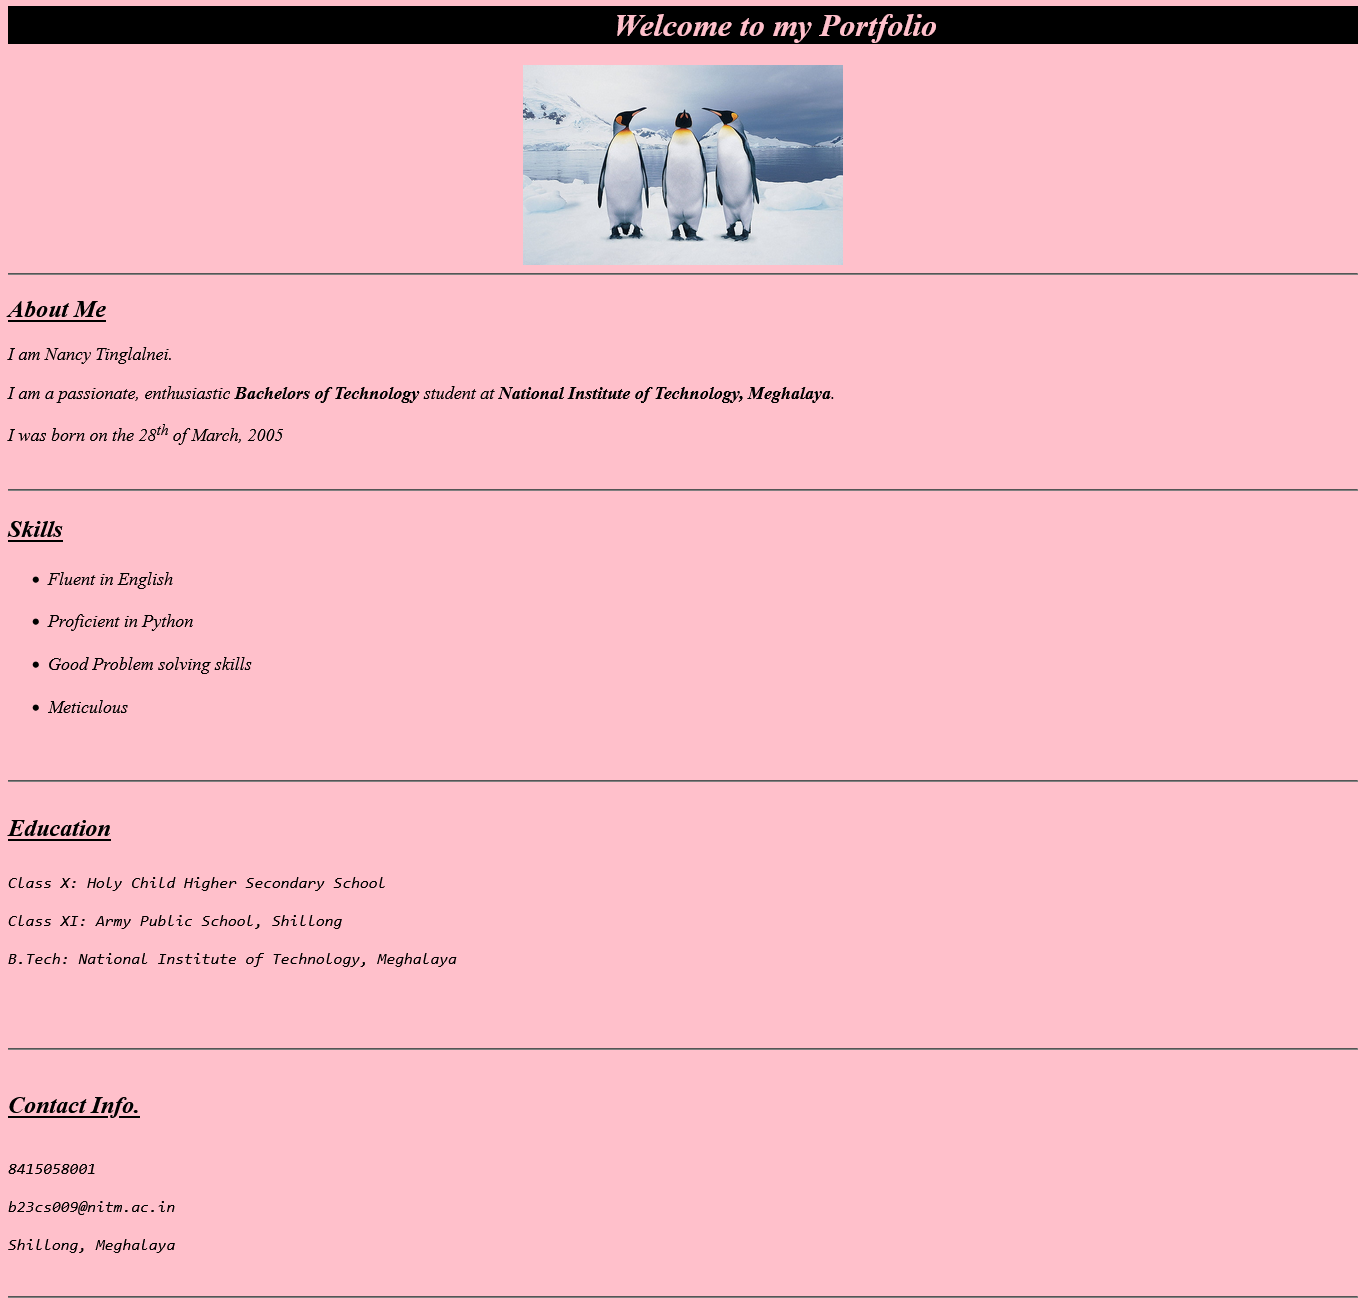 Welcome to my Portfolio
About Me
I am Nancy Tinglalnei.
I am a passionate, enthusiastic Bachelors of Technology student at National Institute of Technology, Meghalaya.
I was born on the 28th of March, 2005
Skills
• Fluent in English
• Proficient in Python
• Good Problem solving skills
• Meticulous
Education
Class X: Holy Child Higher Secondary School
Class XI: Army Public School, Shillong
B.Tech: National Institute of Technology, Meghalaya
Contact Info.
8415058001
b23cs009@nitm.ac.in
Shillong, Meghalaya